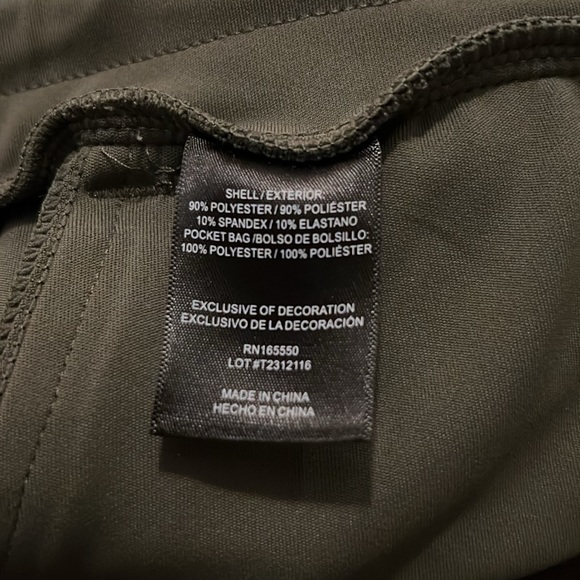 SHELL/EXTERIOR:
90% POLYESTER / 90% POLIÉSTER
10% SPANDEX / 10% ELASTANO
POCKET BAG /BOLSO DE BOLSILLO:
100% POLYESTER / 100% POLIÉSTER
EXCLUSIVE OF DECORATION
EXCLUSIVO DE LA DECORACIÓN
RN165550
LOT #T2312116
MADE IN CHINA
HECHO EN CHINA